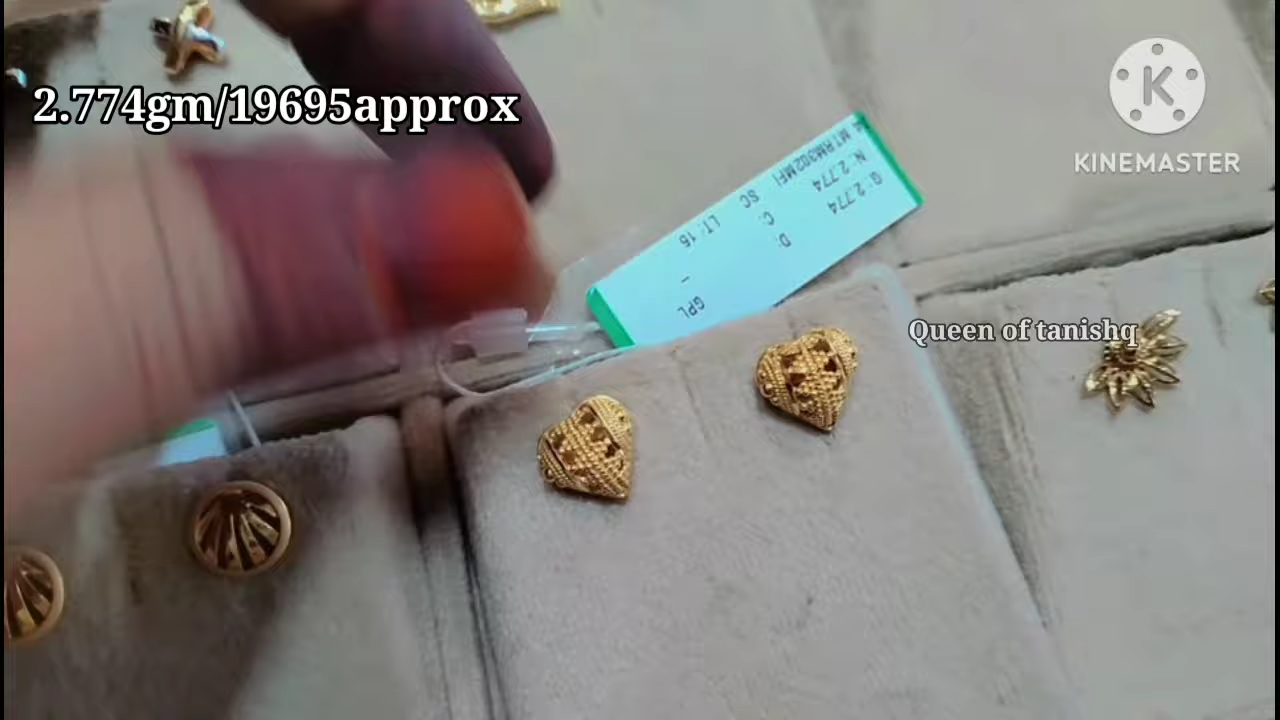 2.774gm/19695approx
K
KINEMASTER
Queen of tanishq
G: 2.774
N: 2.774
D:
C:
SC
LT: 15
GPL